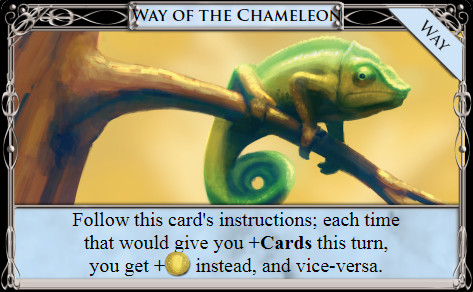 WAY OF THE CHAMELEON
WAY
Follow this card's instructions; each time
that would give you +Cards this turn,
you get + instead, and vice-versa.